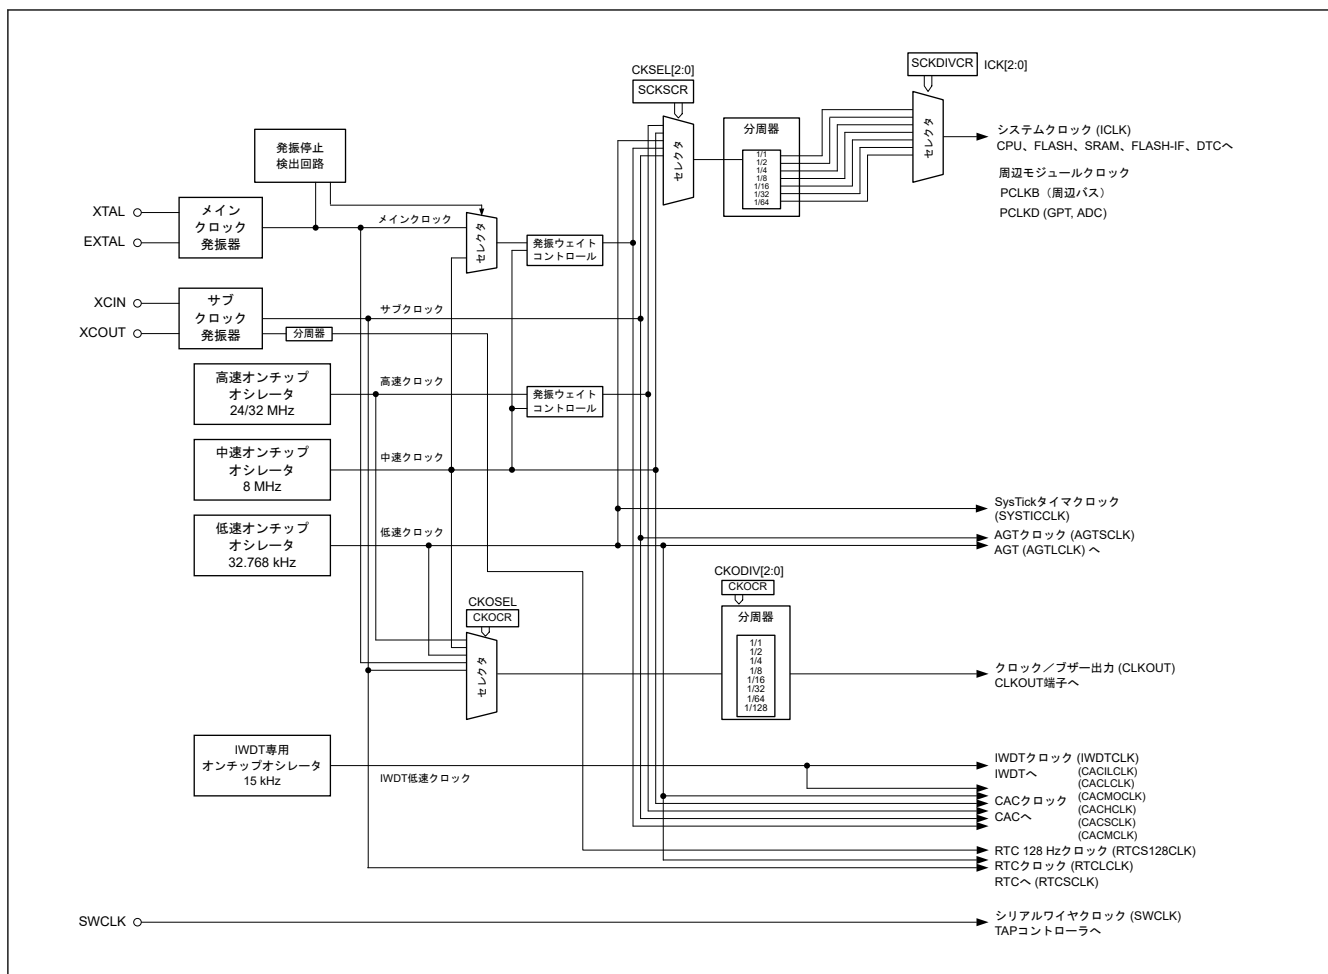 SCKDIVCR
ICK[2:0]
CKSEL[2:0]
SCKSCR
セレクタ
分周器
1/1
1/2
1/4
1/8
1/16
1/32
1/64
セレクタ
システムクロック (ICLK)
CPU、FLASH、SRAM、FLASH-IF、DTCへ
周辺モジュールクロック
PCLKB（周辺バス）
PCLKD (GPT, ADC)
発振停止
検出回路
XTAL
EXTAL
メイン
クロック
発振器
メインクロック
セレクタ
発振ウェイト
コントロール
XCIN
XCOUT
サブ
クロック
発振器
分周器
サブクロック
高速オンチップ
オシレータ
24/32 MHz
高速クロック
発振ウェイト
コントロール
中速オンチップ
オシレータ
8 MHz
中速クロック
低速オンチップ
オシレータ
32.768 kHz
低速クロック
SysTickタイマクロック
(SYSTICCLK)
AGTクロック (AGTSCLK)
AGT (AGTLCLK) へ
CKOSEL
CKOCR
セレクタ
CKODIV[2:0]
CKOCR
分周器
1/1
1/2
1/4
1/8
1/16
1/32
1/64
1/128
クロック／ブザー出力 (CLKOUT)
CLKOUT端子へ
IWDT専用
オンチップオシレータ
15 kHz
IWDT低速クロック
IWDTクロック (IWDTCLK)
IWDTへ
(CACILCLK)
(CACLCLK)
(CACMOCLK)
CACクロック
(CACHCLK)
CACへ
(CACSCLK)
(CACMCLK)
RTC 128 Hzクロック (RTCS128CLK)
RTCクロック (RTCLCLK)
RTCへ (RTCSCLK)
SWCLK
シリアルワイヤクロック (SWCLK)
TAPコントローラへ